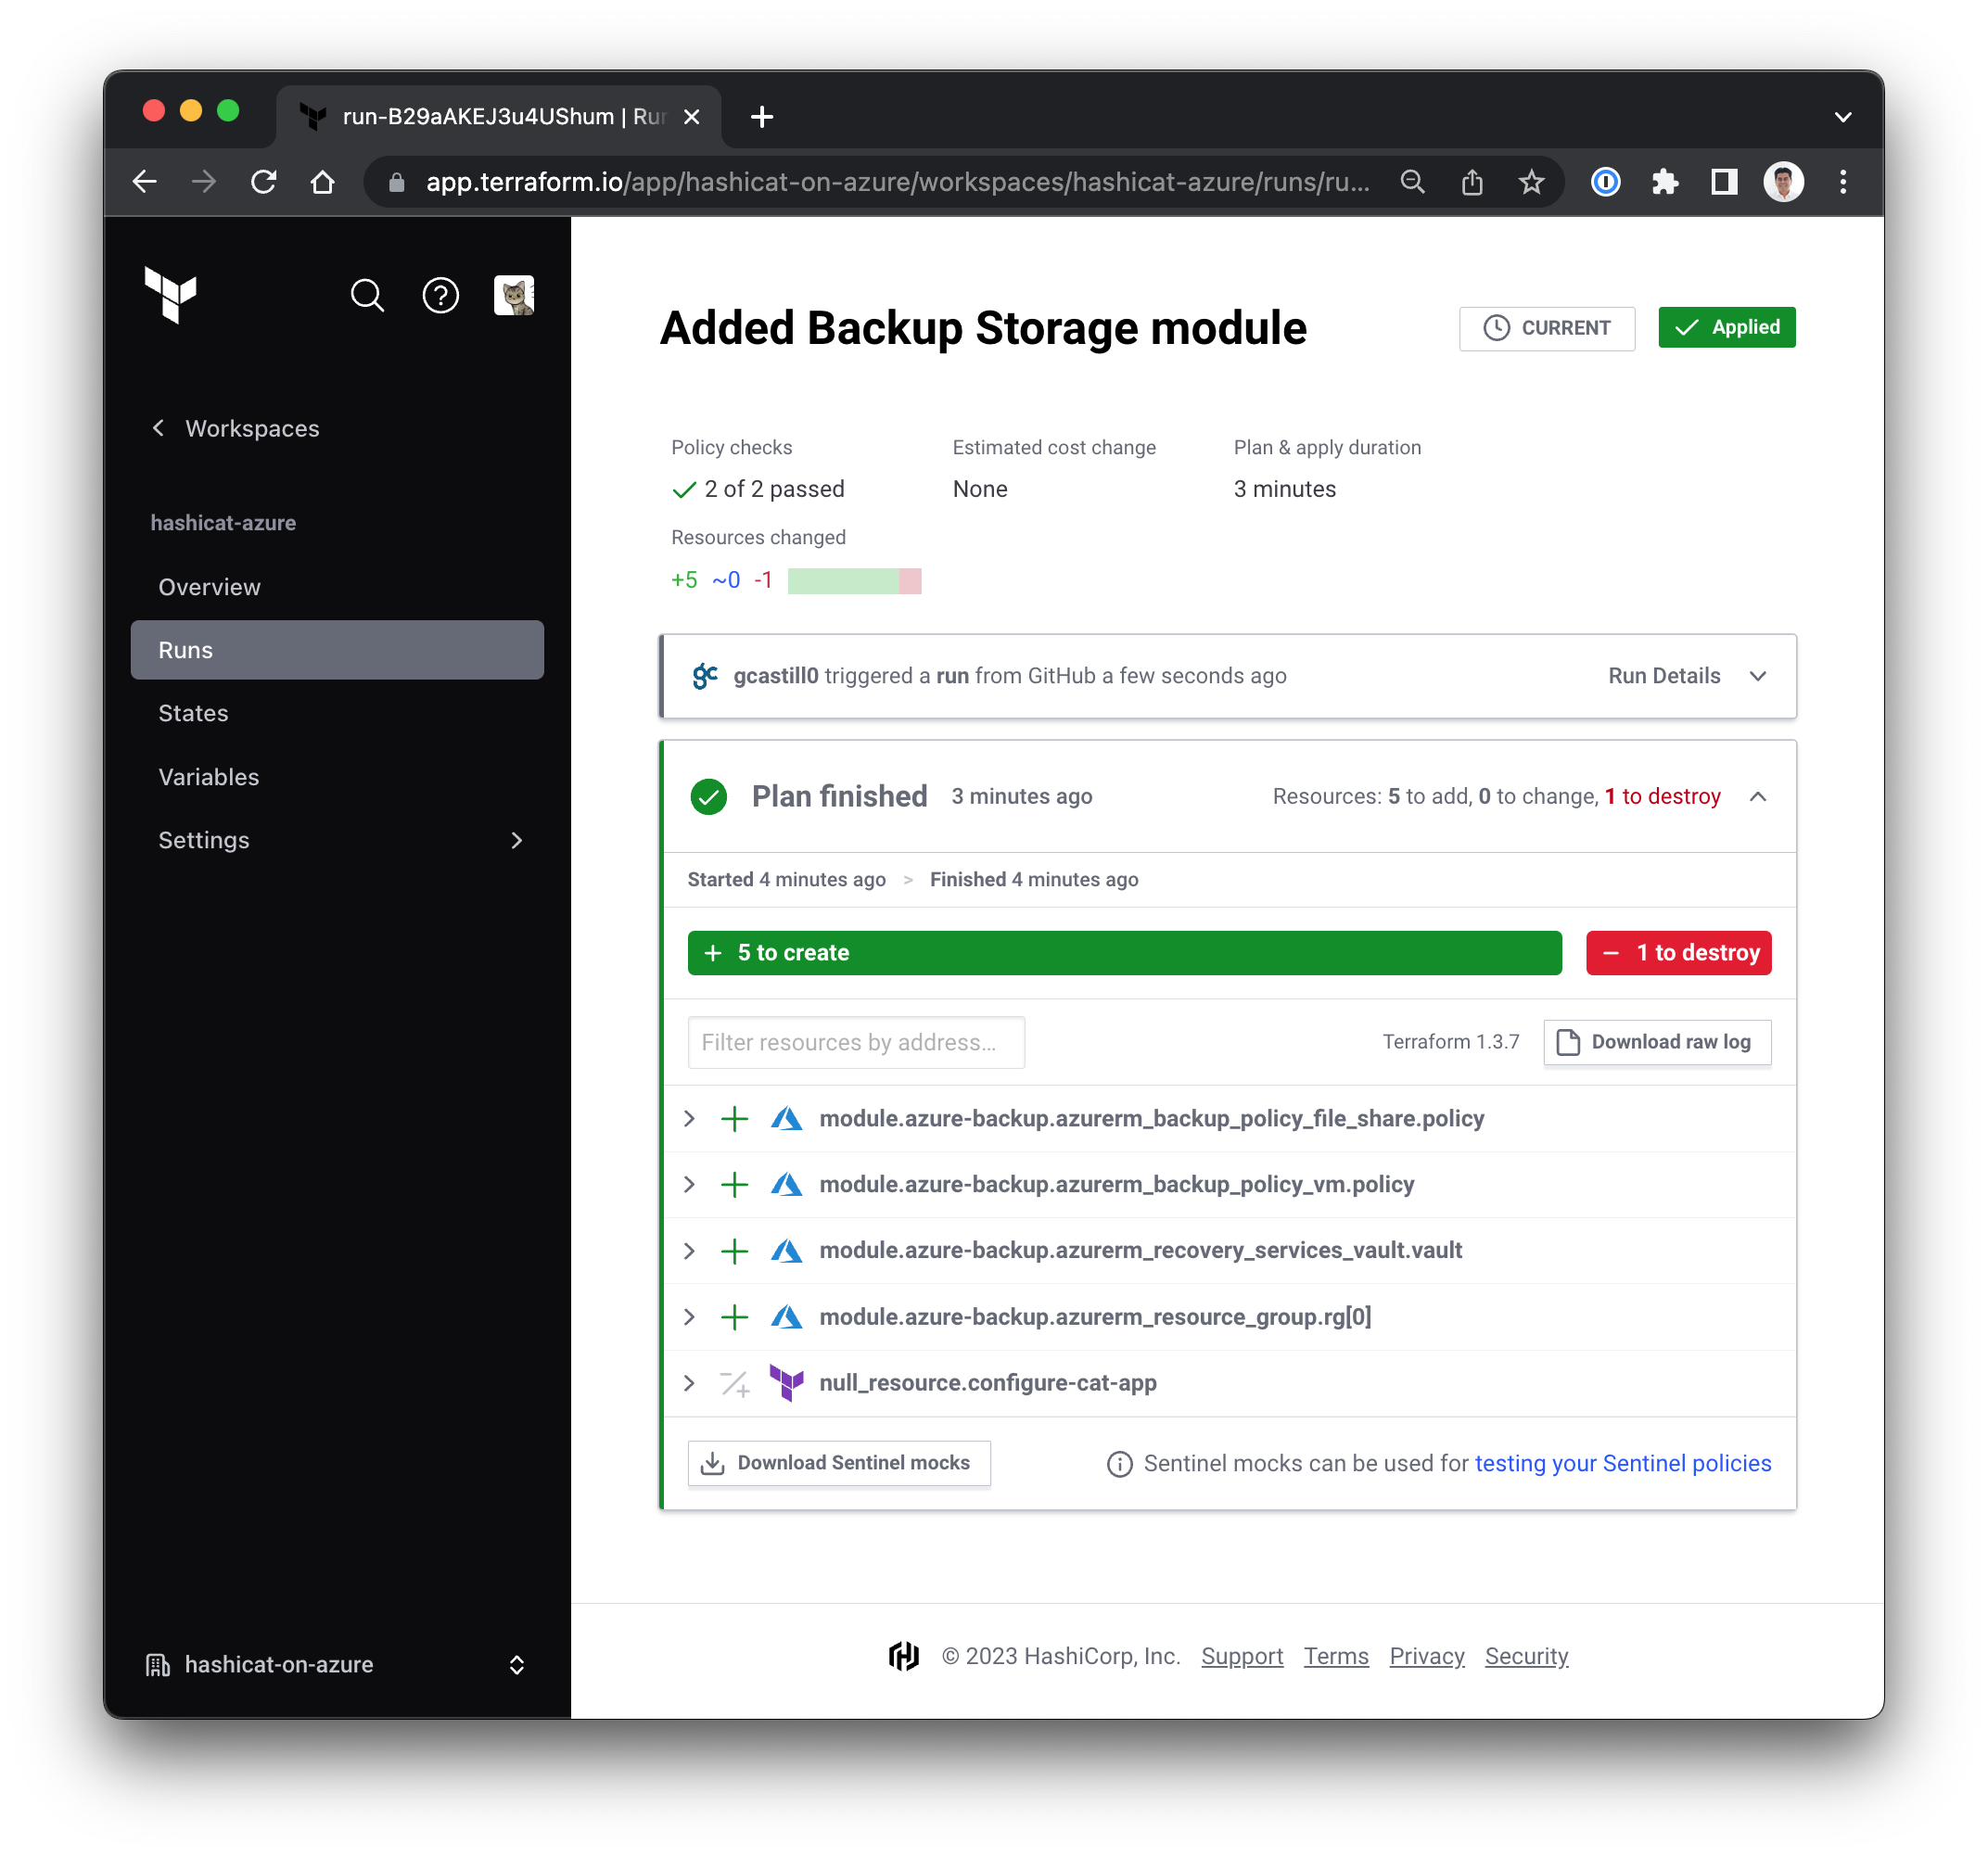 run-B29aAKEJ3u4UShum | Ru
app.terraform.io/app/hashicat-on-azure/workspaces/hashicat-azure/runs/ru...
Workspaces
hashicat-azure
Overview
Runs
States
Variables
Settings
hashicat-on-azure
Added Backup Storage module
CURRENT
Applied
Policy checks
2 of 2 passed
Estimated cost change
None
Plan & apply duration
3 minutes
Resources changed
+5 ~0 -1
gc gcastill0 triggered a run from GitHub a few seconds ago
Run Details
Plan finished 3 minutes ago
Resources: 5 to add, 0 to change, 1 to destroy
Started 4 minutes ago > Finished 4 minutes ago
+ 5 to create
− 1 to destroy
Filter resources by address...
Terraform 1.3.7
Download raw log
module.azure-backup.azurerm_backup_policy_file_share.policy
module.azure-backup.azurerm_backup_policy_vm.policy
module.azure-backup.azurerm_recovery_services_vault.vault
module.azure-backup.azurerm_resource_group.rg[0]
null_resource.configure-cat-app
Download Sentinel mocks
Sentinel mocks can be used for testing your Sentinel policies
© 2023 HashiCorp, Inc. Support Terms Privacy Security